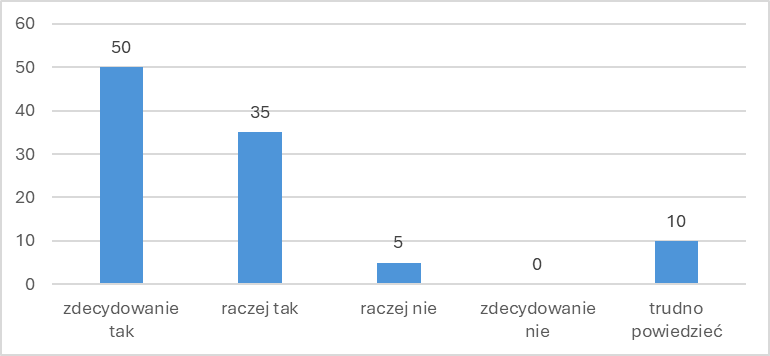 60
50
40
30
20
10
0
50
35
5
0
10
zdecydowanie
tak
raczej tak
raczej nie
zdecydowanie
nie
trudno
powiedzieć